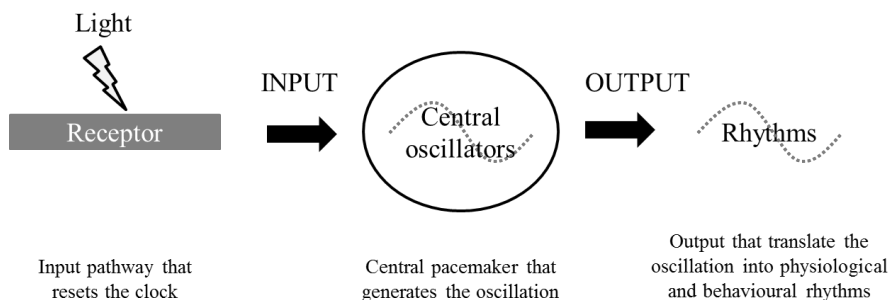 Light
Receptor
INPUT
Central
oscillators
OUTPUT
Rhythms
Input pathway that
resets the clock
Central pacemaker that
generates the oscillation
Output that translate the
oscillation into physiological
and behavioural rhythms